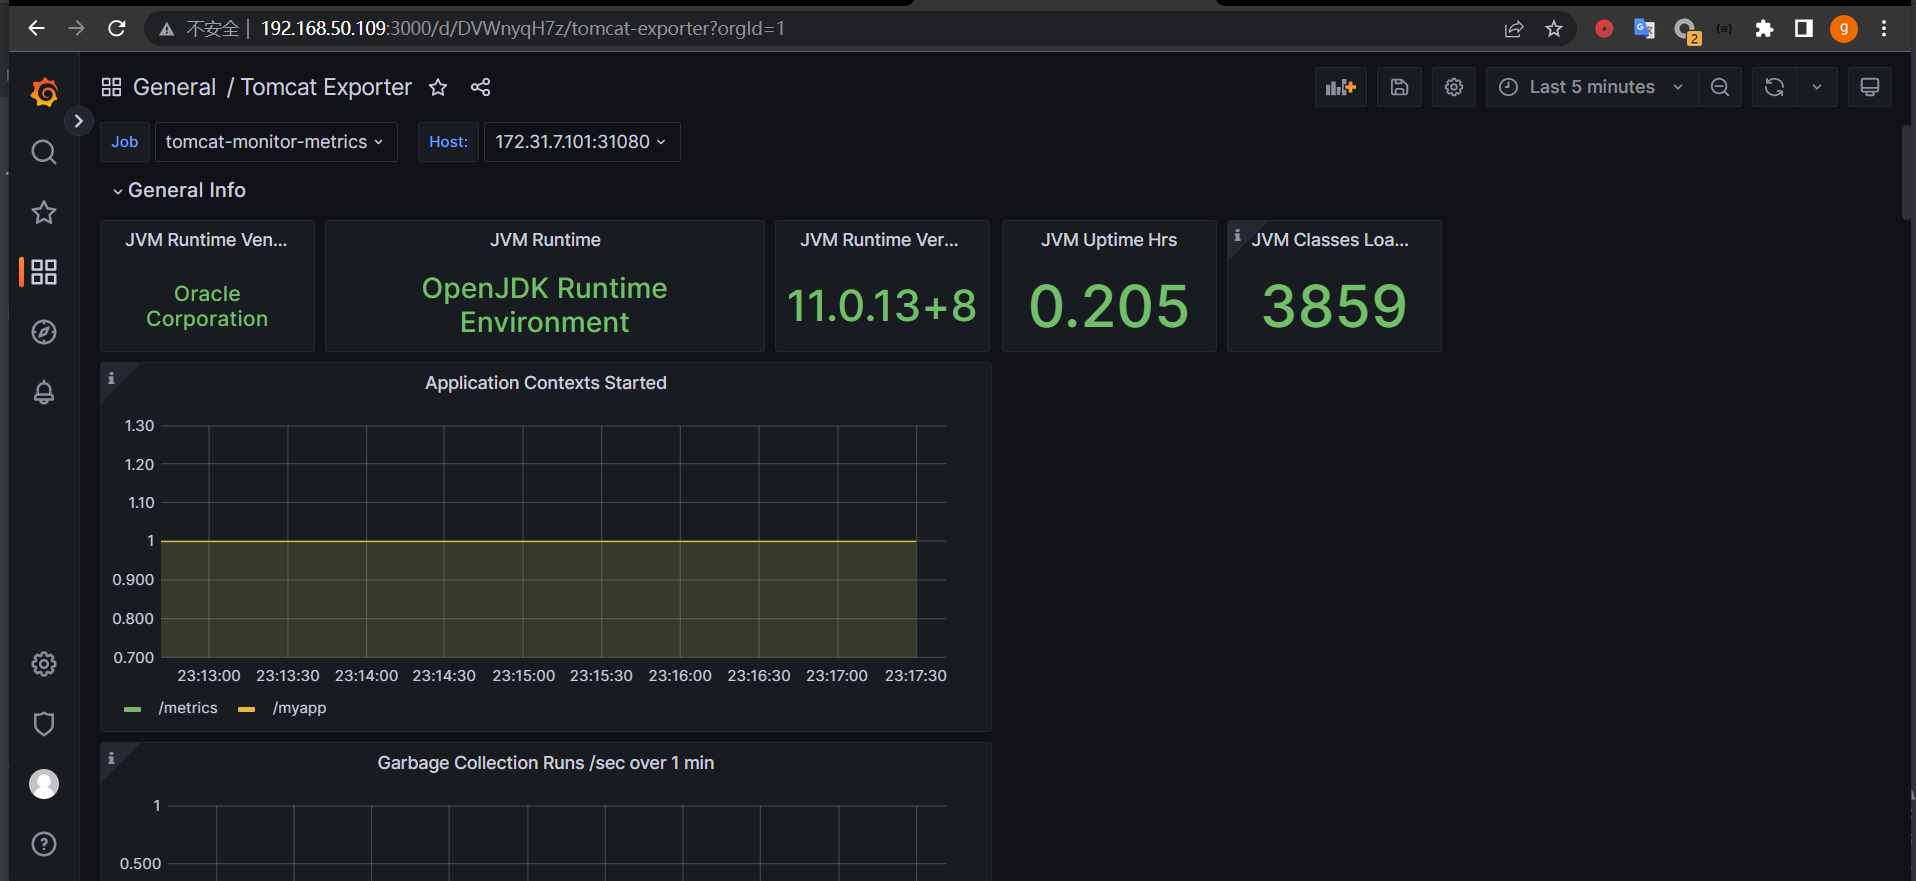 不安全 | 192.168.50.109:3000/d/DVWnyqH7z/tomcat-exporter?orgId=1
2
g
General / Tomcat Exporter
Last 5 minutes
Job tomcat-monitor-metrics Host: 172.31.7.101:31080
General Info
JVM Runtime Ven...
Oracle
Corporation
JVM Runtime
OpenJDK Runtime
Environment
JVM Runtime Ver...
11.0.13+8
JVM Uptime Hrs
0.205
JVM Classes Loa...
3859
Application Contexts Started
1.30
1.20
1.10
1
0.900
0.800
0.700
23:13:00 23:13:30 23:14:00 23:14:30 23:15:00 23:15:30 23:16:00 23:16:30 23:17:00 23:17:30
/metrics /myapp
Garbage Collection Runs /sec over 1 min
1
0.500